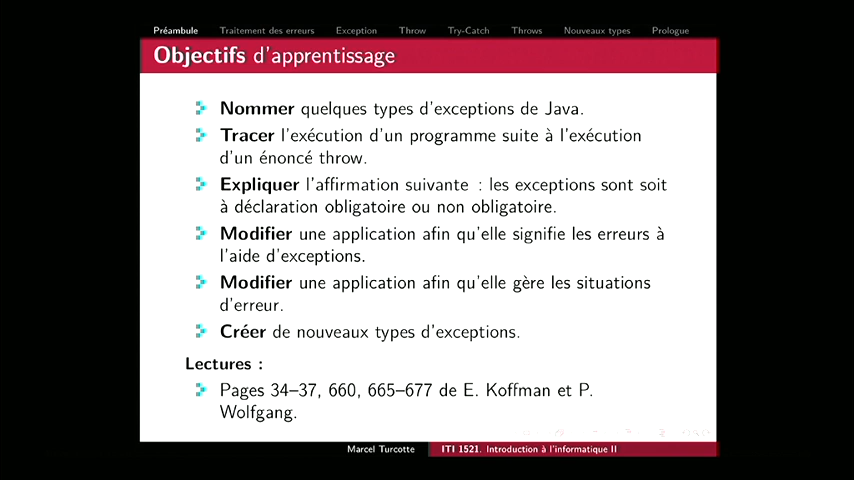 Préambule Traitement des erreurs Exception Throw Try-Catch Throws Nouveaux types Prologue
Objectifs d'apprentissage
Nommer quelques types d'exceptions de Java.
Tracer l'exécution d'un programme suite à l'exécution
d'un énoncé throw.
Expliquer l'affirmation suivante : les exceptions sont soit
à déclaration obligatoire ou non obligatoire.
Modifier une application afin qu'elle signifie les erreurs à
l'aide d'exceptions.
Modifier une application afin qu'elle gère les situations
d'erreur.
Créer de nouveaux types d'exceptions.
Lectures :
Pages 34–37, 660, 665–677 de E. Koffman et P.
Wolfgang.
Marcel Turcotte ITI 1521. Introduction à l'informatique II